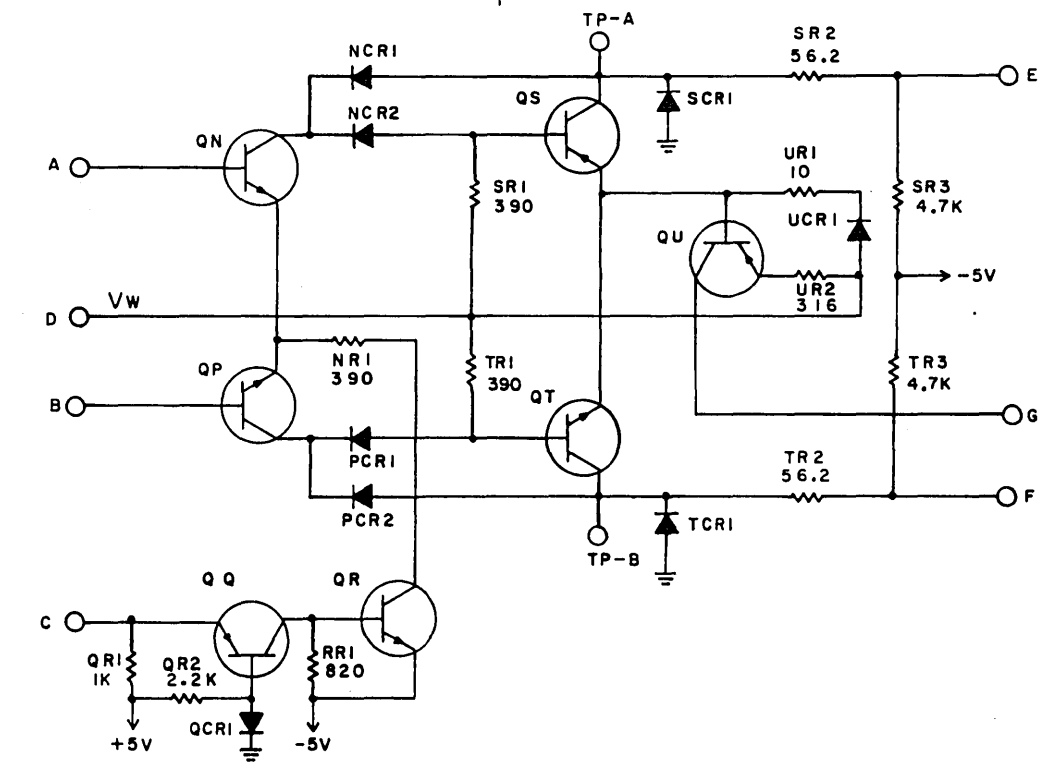 TP-A
SR2
56.2
NCR1
E
QS
SCR1
NCR2
QN
A
UR1
10
SR1
390
SR3
4.7K
UCR1
QU
-5V
VW
D
UR2
316
QP
NR1
390
TR1
390
TR3
4.7K
QT
B
G
PCR1
TR2
56.2
F
PCR2
TCR1
TP-B
QQ
QR
C
QR1
1K
QR2
2.2K
RR1
820
QCR1
+5V
-5V